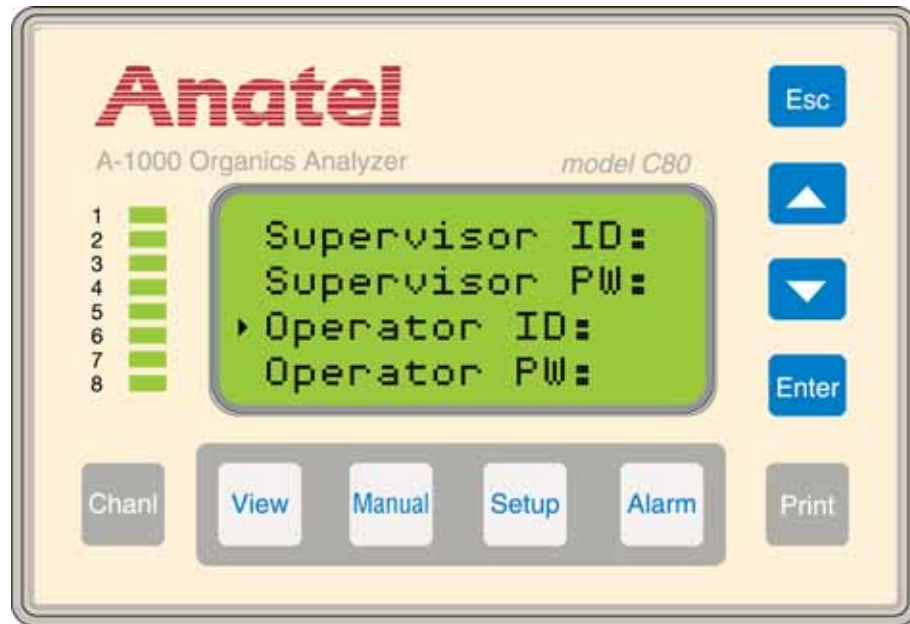 Anatel
Esc
A-1000 Organics Analyzer model C80
1
2
3
4
5
6
7
8
Supervisor ID:
Supervisor PW:
Operator ID:
Operator PW:
Enter
Chanl
View
Manual
Setup
Alarm
Print